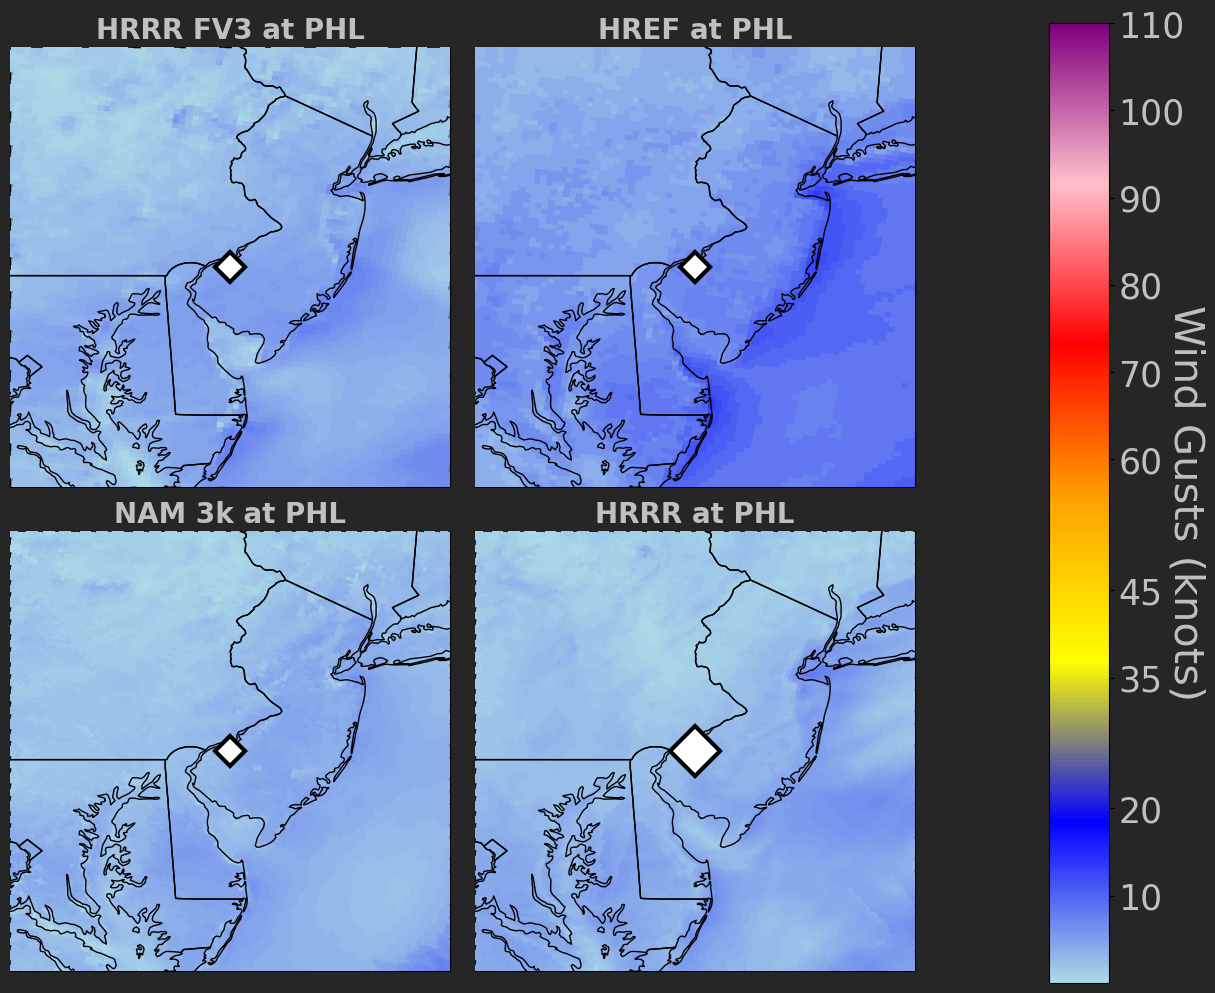 HRRR FV3 at PHL
HREF at PHL
NAM 3k at PHL
HRRR at PHL
110
100
90
80
70
60
45
35
20
10
Wind Gusts (knots)